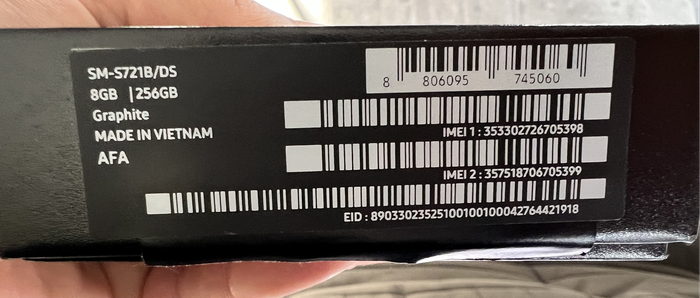 SM-S721B/DS
8GB | 256GB
Graphite
MADE IN VIETNAM
AFA
8 806095 745060
IMEI 1 : 353302726705398
IMEI 2 : 357518706705399
EID : 89033023525100100100042764421918